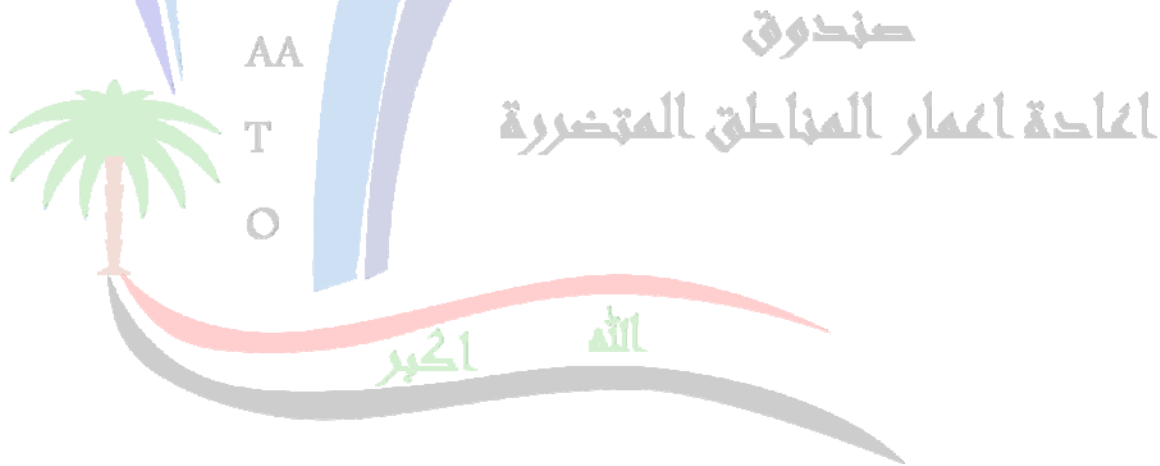 صندوق
اعادة اعمار المناطق المتضررة
AA
T
O
الله
اكبر